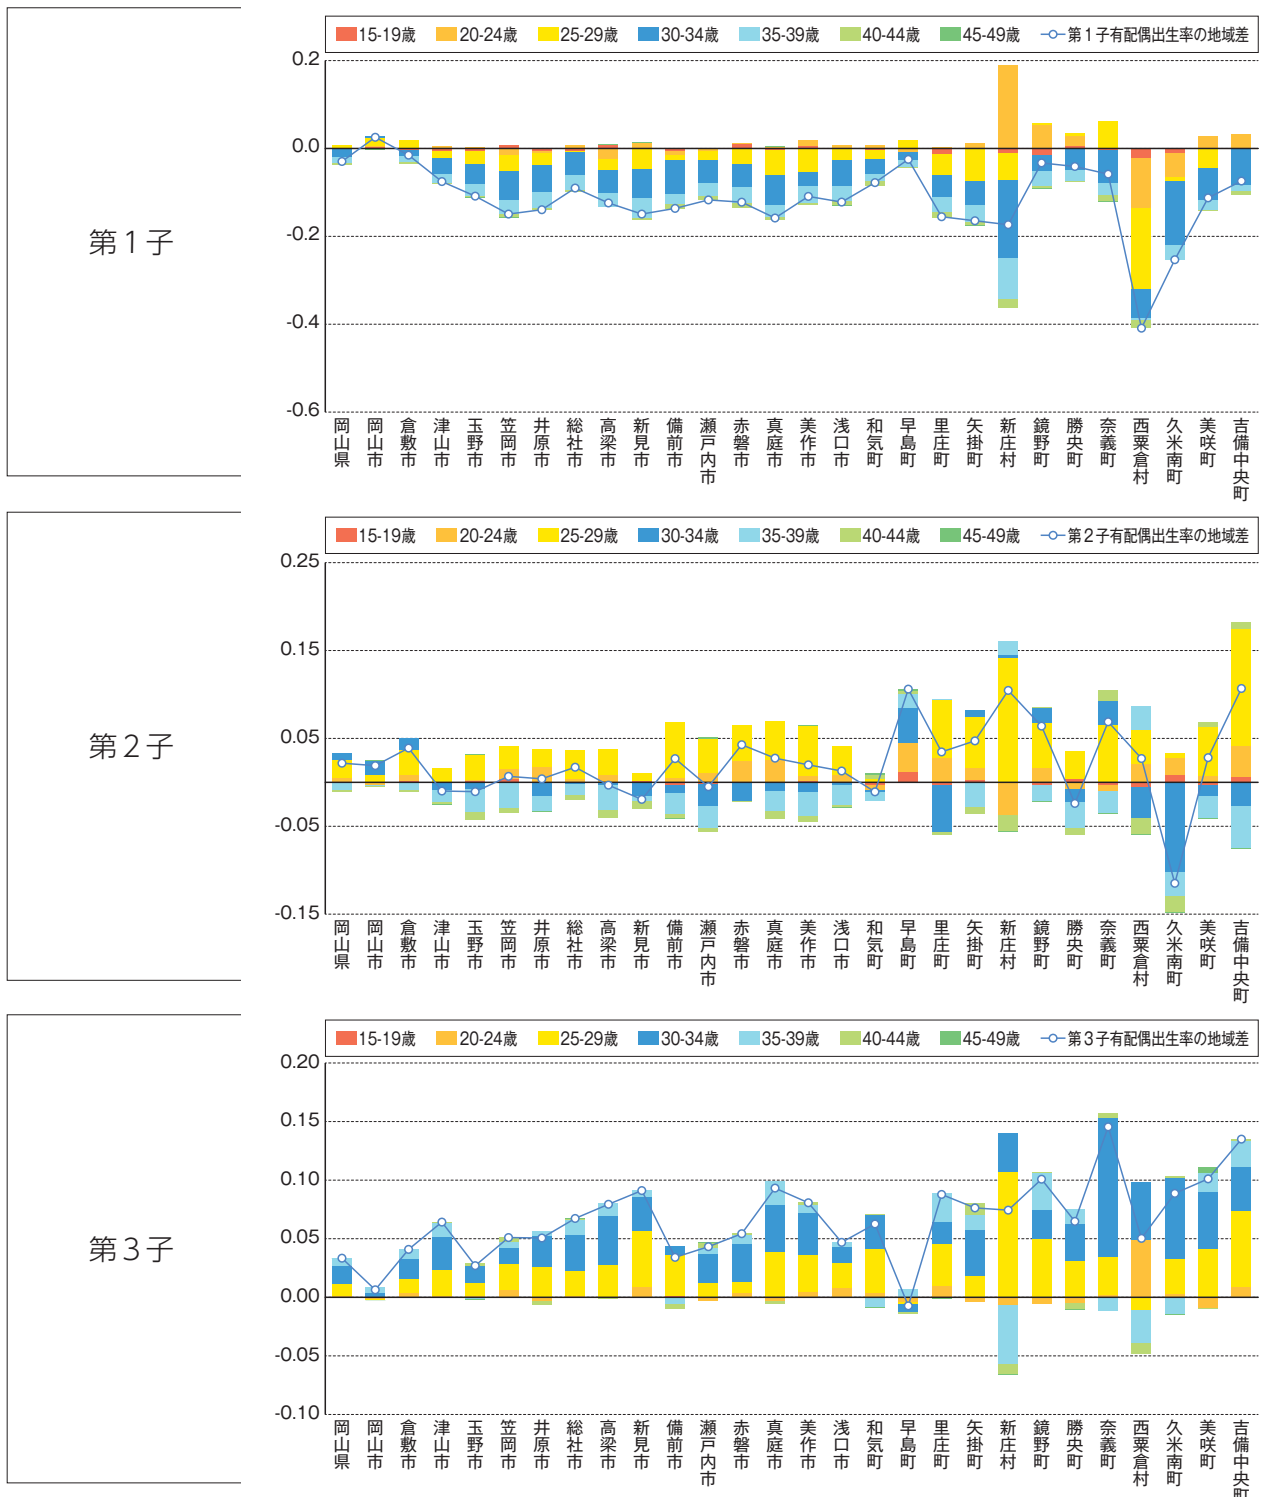 15-19歳 20-24歳 25-29歳 30-34歳 35-39歳 40-44歳 45-49歳 第1子有配偶出生率の地域差
第1子
0.2
0.0
-0.2
-0.4
-0.6
岡山県 岡山市 倉敷市 津山市 玉野市 笠岡市 井原市 総社市 高梁市 新見市 備前市 瀬戸内市 赤磐市 真庭市 美作市 浅口市 和気町 早島町 里庄町 矢掛町 新庄村 鏡野町 勝央町 奈義町 西粟倉村 久米南町 美咲町 吉備中央町
15-19歳 20-24歳 25-29歳 30-34歳 35-39歳 40-44歳 45-49歳 第2子有配偶出生率の地域差
第2子
0.25
0.15
0.05
-0.05
-0.15
岡山県 岡山市 倉敷市 津山市 玉野市 笠岡市 井原市 総社市 高梁市 新見市 備前市 瀬戸内市 赤磐市 真庭市 美作市 浅口市 和気町 早島町 里庄町 矢掛町 新庄村 鏡野町 勝央町 奈義町 西粟倉村 久米南町 美咲町 吉備中央町
15-19歳 20-24歳 25-29歳 30-34歳 35-39歳 40-44歳 45-49歳 第3子有配偶出生率の地域差
第3子
0.20
0.15
0.10
0.05
0.00
-0.05
-0.10
岡山県 岡山市 倉敷市 津山市 玉野市 笠岡市 井原市 総社市 高梁市 新見市 備前市 瀬戸内市 赤磐市 真庭市 美作市 浅口市 和気町 早島町 里庄町 矢掛町 新庄村 鏡野町 勝央町 奈義町 西粟倉村 久米南町 美咲町 吉備中央町